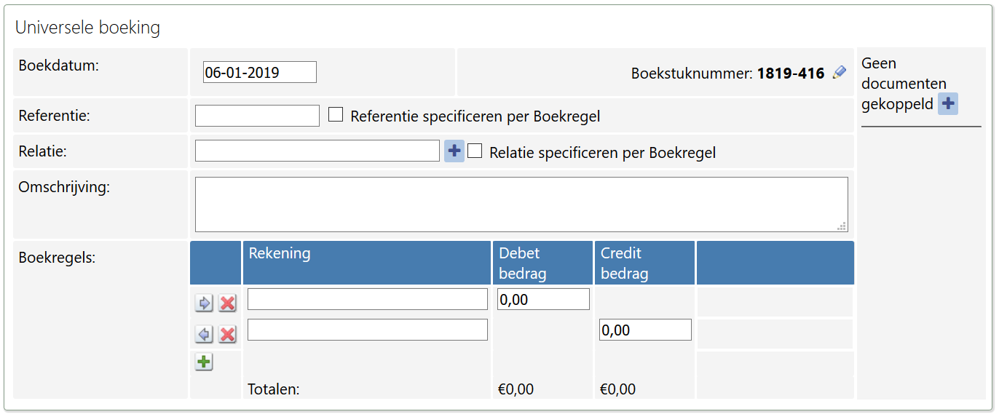 Universele boeking
Boekdatum:
06-01-2019
Boekstuknummer: 1819-416
Geen
documenten
gekoppeld
Referentie:
Referentie specificeren per Boekregel
Relatie:
Relatie specificeren per Boekregel
Omschrijving:
Boekregels:
Rekening
Debet
bedrag
Credit
bedrag
0,00
0,00
Totalen:
€0,00
€0,00